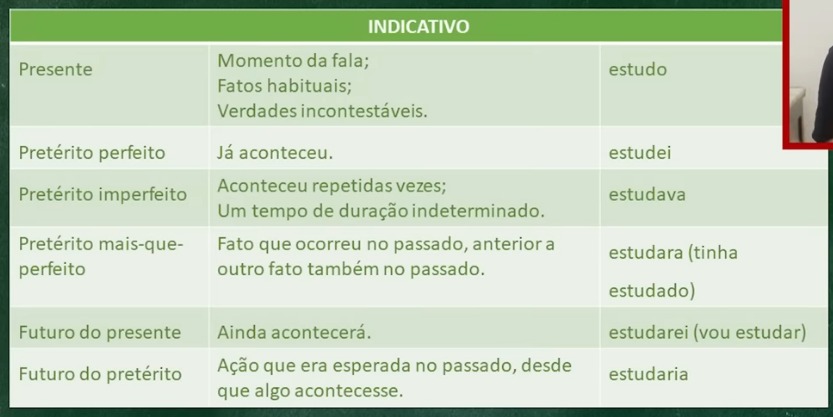 INDICATIVO
Presente
Momento da fala;
Fatos habituais;
Verdades incontestáveis.
estudo
Pretérito perfeito
Já aconteceu.
estudei
Pretérito imperfeito
Aconteceu repetidas vezes;
Um tempo de duração indeterminado.
estudava
Pretérito mais-que-
perfeito
Fato que ocorreu no passado, anterior a
outro fato também no passado.
estudara (tinha
estudado)
Futuro do presente
Ainda acontecerá.
estudarei (vou estudar)
Futuro do pretérito
Ação que era esperada no passado, desde
que algo acontecesse.
estudaria